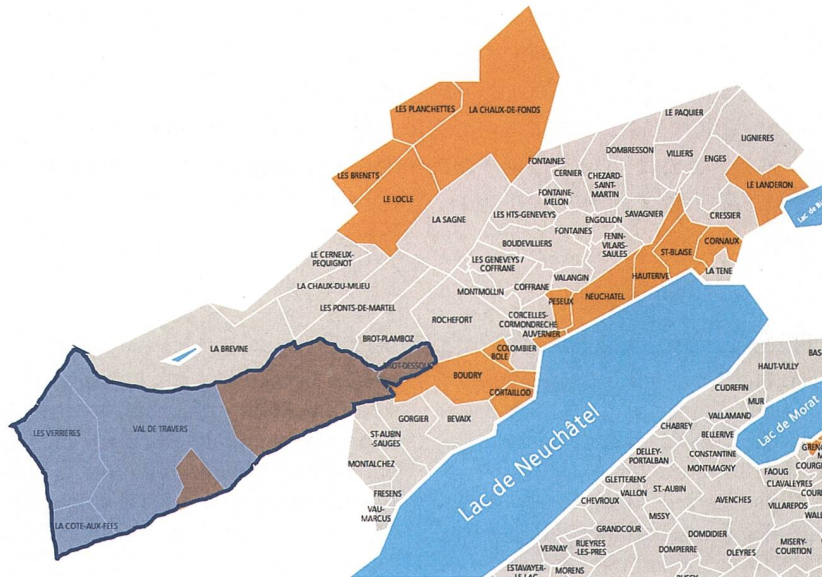 LES PLANCHETTES
LA CHAUX-DE-FONDS
LES BRENETS
LE LOCLE
LA SAGNE
LE CERNEUX-
PEQUIGNOT
LA CHAUX-DU-MILIEU
LES PONTS-DE-MARTEL
LA BREVINE
BROT-PLAMBOZ
ROCHEFORT
LE PAQUIER
LIGNIERES
DOMBRESSON
VILLIERS
ENGES
FONTAINES
CERNIER
CHEZARD-
SAINT-
MARTIN
FONTAINE-
MELON
LE LANDERON
LES HTS-GENEVEYS
ENGOLLON
SAVAGNIER
CRESSIER
FONTAINES
BOUDEVILLIERS
FENIN-
VILARS-
SAULES
ST-BLAISE
CORNAUX
LES GENEVEYS /
COFFRANE
VALANGIN
HAUTERIVE
LA TENE
MONTMOLLIN
COFFRANE
PESEUX
NEUCHATEL
CORCELLES-
CORMONDRECHE
AUVERNIER
COLOMBIER
BOLE
BOUDRY
CORTAILLOD
GORGIER
BEVAIX
ST-AUBIN
-SAUGES
MONTALCHEZ
FRESENS
VAU-
MARCUS
LES VERRIERES
VAL DE TRAVERS
LA COTE-AUX-FEES
Lac de Neuchâtel
Lac de Morat
HAUT-VULLY
CUDREFIN
MUR
VALLAMAND
CHABREY
BELLERIVE
CONSTANTINE
MONTMAGNY
DELLEY-
PORTALBAN
GLETTERENS
VALLON
ST.-AUBIN
CHEVROUX
MISSY
AVENCHES
FAOUG
CLAVALEYRES
VILLAREPOS
GRANDCOUR
DOMDIDIER
VERNAY
RUEYRES
-LES-PRES
DOMPIERRE
OLEYRES
MISERY-
COURTION
MORENS
ESTAVAYER-